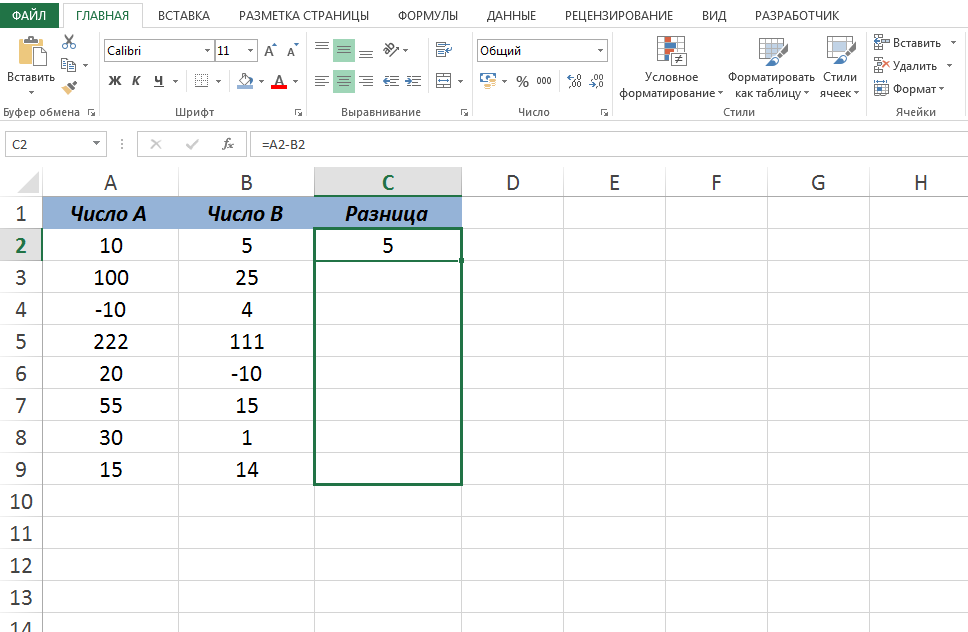 ФАЙЛ ГЛАВНАЯ ВСТАВКА РАЗМЕТКА СТРАНИЦЫ ФОРМУЛЫ ДАННЫЕ РЕЦЕНЗИРОВАНИЕ ВИД РАЗРАБОТЧИК
Calibri 11 A A Общий Вставить
Вставить Условное Форматировать Стили Удалить
Ж К Ч A % 000 форматирование как таблицу ячеек Формат
Буфер обмена Шрифт Выравнивание Число Стили Ячейки
C2 fx =A2-B2
A B C D E F G H
1 Число A Число B Разница
2 10 5 5
3 100 25
4 -10 4
5 222 111
6 20 -10
7 55 15
8 30 1
9 15 14
10
11
12
13
14